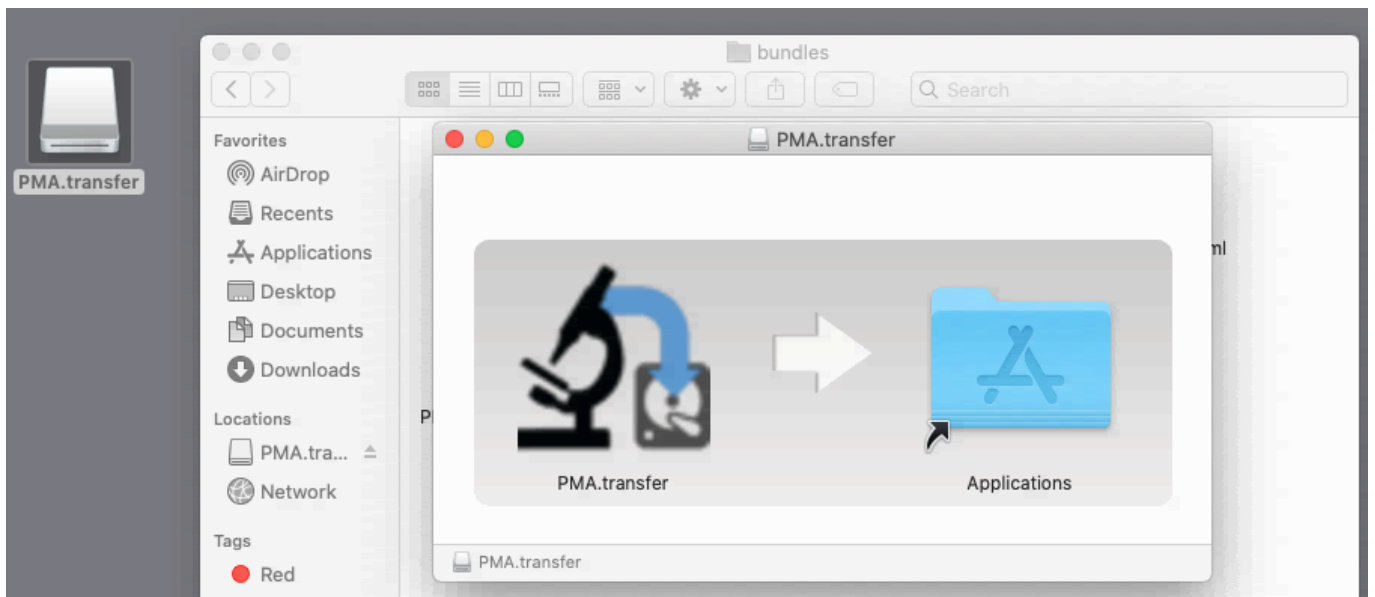 PMA.transfer
bundles
Search
Favorites
AirDrop
Recents
Applications
Desktop
Documents
Downloads
Locations
PMA.tra...
Network
Tags
Red
PMA.transfer
ml
P
PMA.transfer
Applications
PMA.transfer